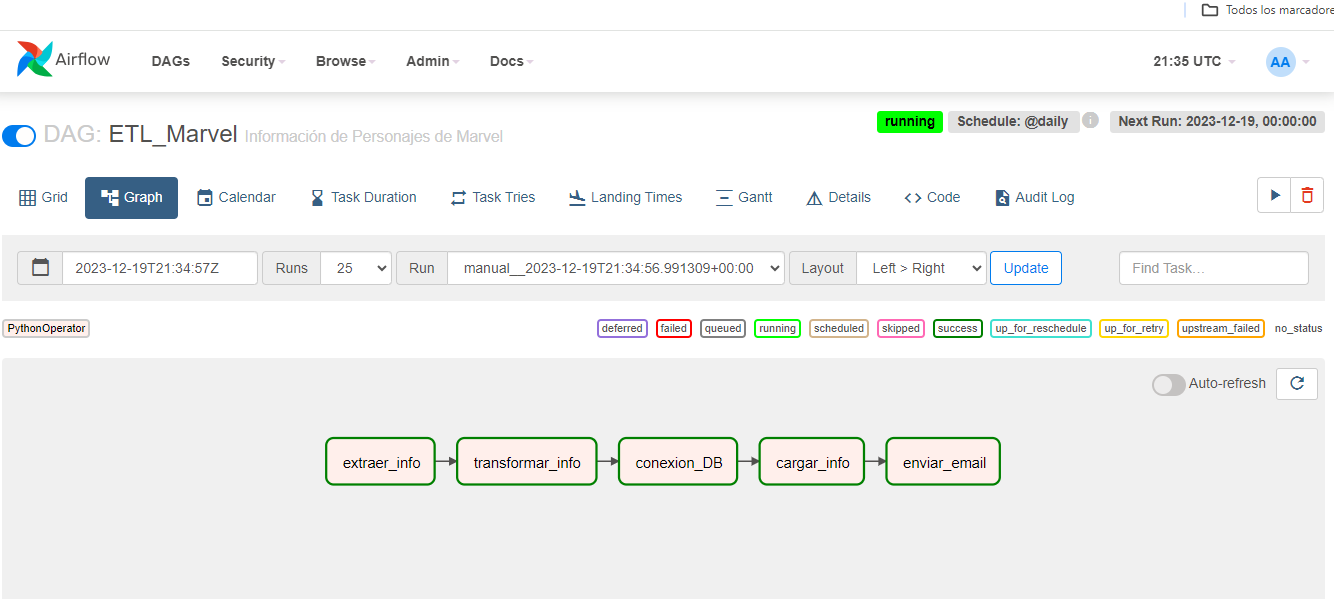 Todos los marcadore
Airflow DAGs Security Browse Admin Docs 21:35 UTC AA
DAG: ETL_Marvel Información de Personajes de Marvel running Schedule: @daily i Next Run: 2023-12-19, 00:00:00
Grid Graph Calendar Task Duration Task Tries Landing Times Gantt Details <> Code Audit Log
2023-12-19T21:34:57Z Runs 25 Run manual__2023-12-19T21:34:56.991309+00:00 Layout Left > Right Update Find Task...
PythonOperator deferred failed queued running scheduled skipped success up_for_reschedule up_for_retry upstream_failed no_status
Auto-refresh
extraer_info transformar_info conexion_DB cargar_info enviar_email